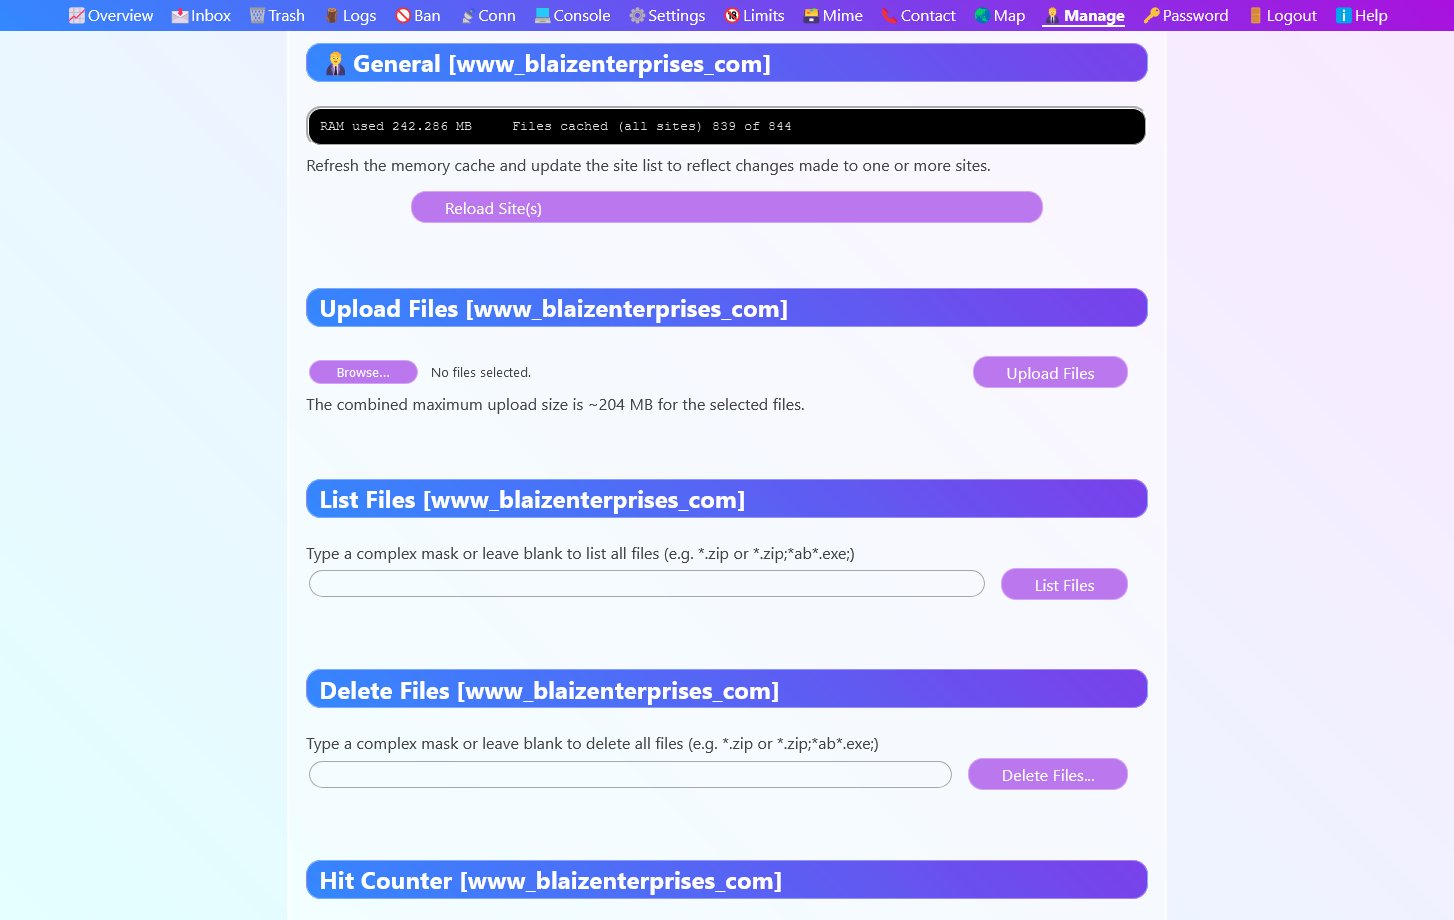 Overview Inbox Trash Logs Ban Conn Console Settings Limits Mime Contact Map Manage Password Logout Help
General [www_blaizenterprises_com]
RAM used 242.286 MB Files cached (all sites) 839 of 844
Refresh the memory cache and update the site list to reflect changes made to one or more sites.
Reload Site(s)
Upload Files [www_blaizenterprises_com]
Browse... No files selected. Upload Files
The combined maximum upload size is ~204 MB for the selected files.
List Files [www_blaizenterprises_com]
Type a complex mask or leave blank to list all files (e.g. *.zip or *.zip;*ab*.exe;)
List Files
Delete Files [www_blaizenterprises_com]
Type a complex mask or leave blank to delete all files (e.g. *.zip or *.zip;*ab*.exe;)
Delete Files...
Hit Counter [www_blaizenterprises_com]